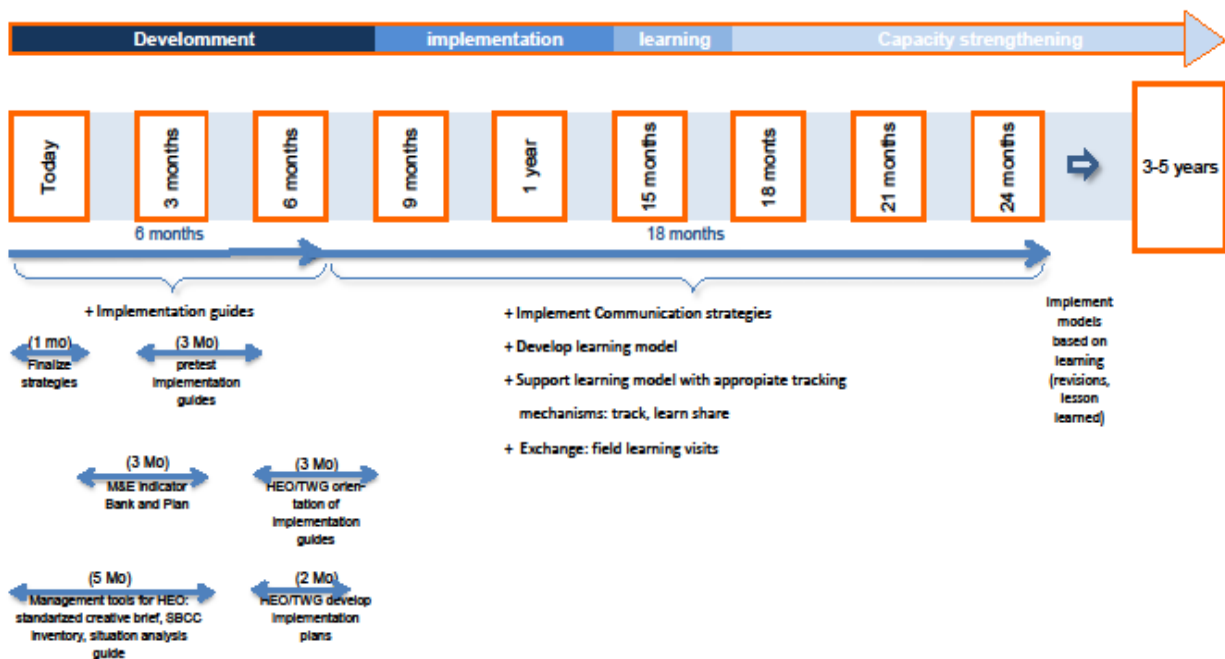 Develomment
implementation
learning
Capacity strengthening
Today
3 months
6 months
9 months
1 year
15 months
18 monts
21 months
24 months
3-5 years
6 months
18 months
+ Implementation guides
(1 mo)
Finalize
strategies
(3 Mo)
pretest
implementation
guides
(3 Mo)
M&E indicator
Bank and Plan
(3 Mo)
HEO/TWG orien-
tation of
implementation
guides
(5 Mo)
Management tools for HEO:
standarized creative brief, SBCC
inventory, situation analysis
guide
(2 Mo)
HEO/TWG develop
implementation
plans
+ Implement Communication strategies
+ Develop learning model
+ Support learning model with appropiate tracking
mechanisms: track, learn share
+ Exchange: field learning visits
implement
models
based on
learning
(revisions,
lesson
learned)